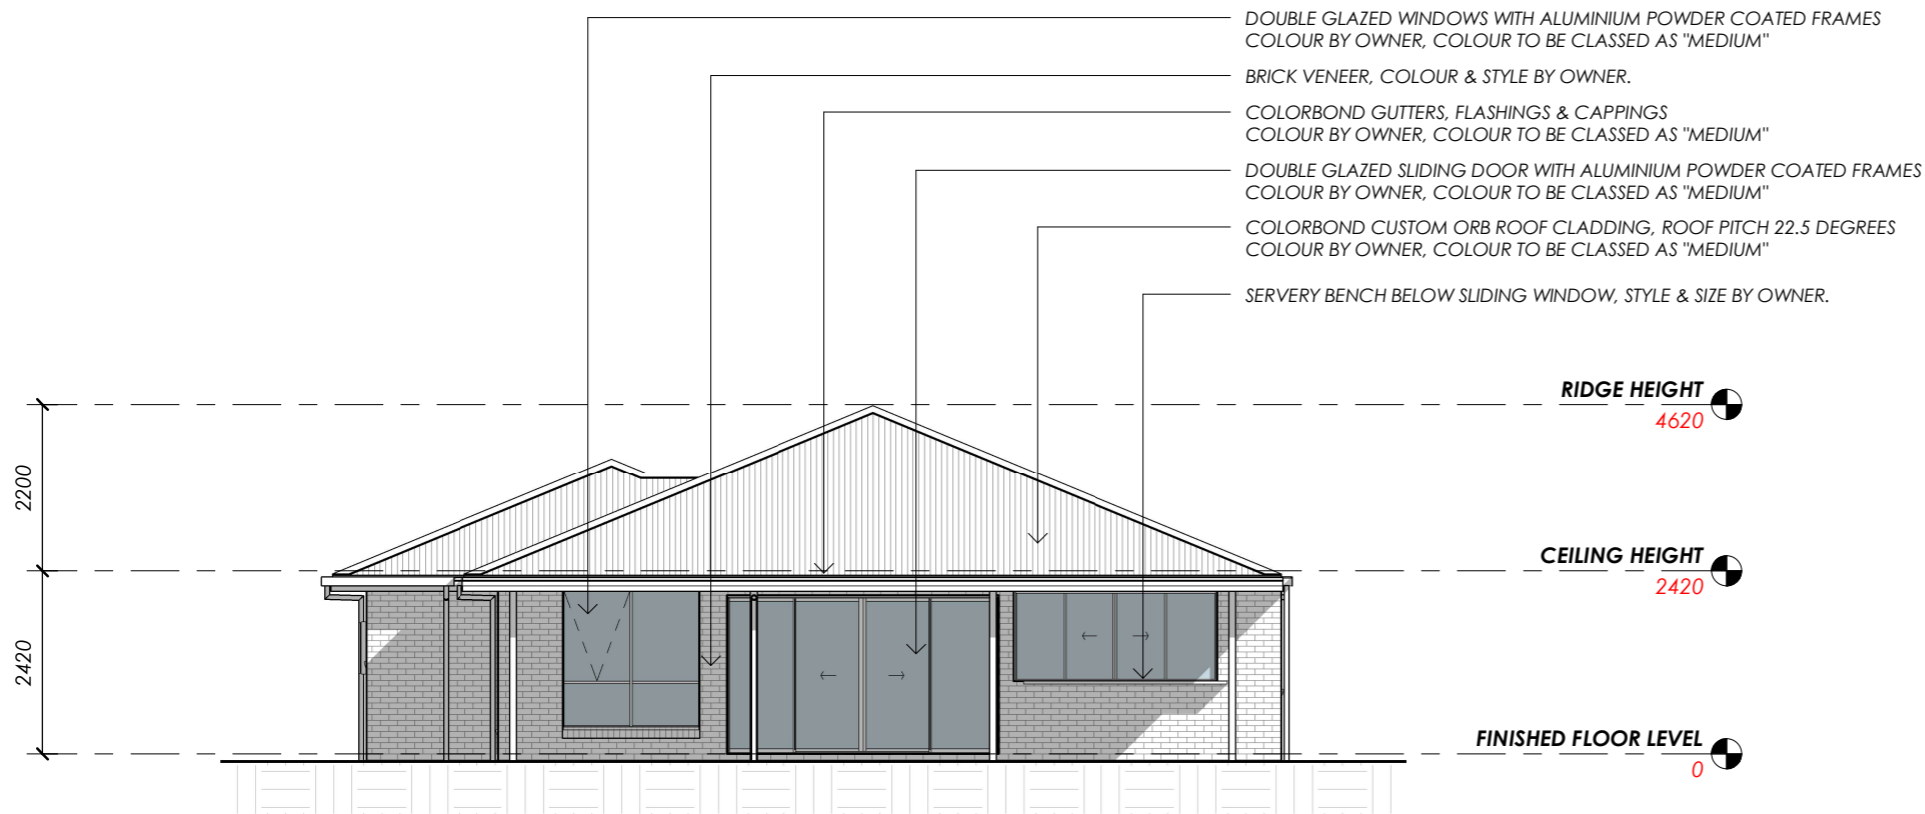 DOUBLE GLAZED WINDOWS WITH ALUMINIUM POWDER COATED FRAMES
COLOUR BY OWNER, COLOUR TO BE CLASSED AS "MEDIUM"
BRICK VENEER, COLOUR & STYLE BY OWNER.
COLORBOND GUTTERS, FLASHINGS & CAPPINGS
COLOUR BY OWNER, COLOUR TO BE CLASSED AS "MEDIUM"
DOUBLE GLAZED SLIDING DOOR WITH ALUMINIUM POWDER COATED FRAMES
COLOUR BY OWNER, COLOUR TO BE CLASSED AS "MEDIUM"
COLORBOND CUSTOM ORB ROOF CLADDING, ROOF PITCH 22.5 DEGREES
COLOUR BY OWNER, COLOUR TO BE CLASSED AS "MEDIUM"
SERVERY BENCH BELOW SLIDING WINDOW, STYLE & SIZE BY OWNER.
RIDGE HEIGHT
4620
2200
CEILING HEIGHT
2420
2420
FINISHED FLOOR LEVEL
0